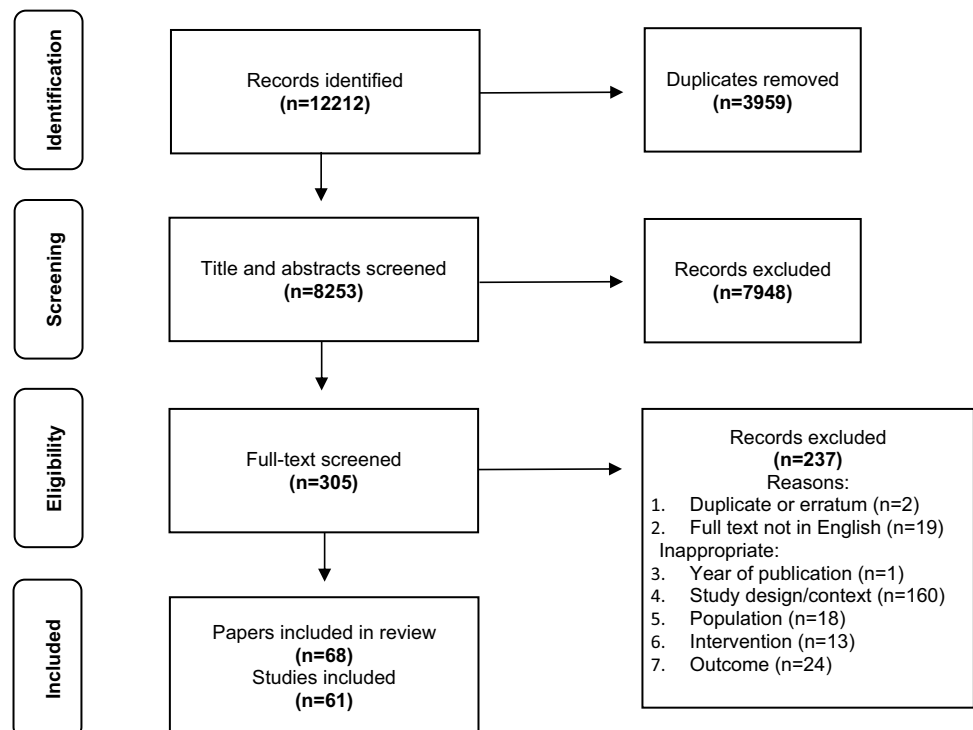 Identification
Records identified
(n=12212)
Duplicates removed
(n=3959)
Screening
Title and abstracts screened
(n=8253)
Records excluded
(n=7948)
Eligibility
Full-text screened
(n=305)
Records excluded
(n=237)
Reasons:
1. Duplicate or erratum (n=2)
2. Full text not in English (n=19)
Inappropriate:
3. Year of publication (n=1)
4. Study design/context (n=160)
5. Population (n=18)
6. Intervention (n=13)
7. Outcome (n=24)
Included
Papers included in review
(n=68)
Studies included
(n=61)